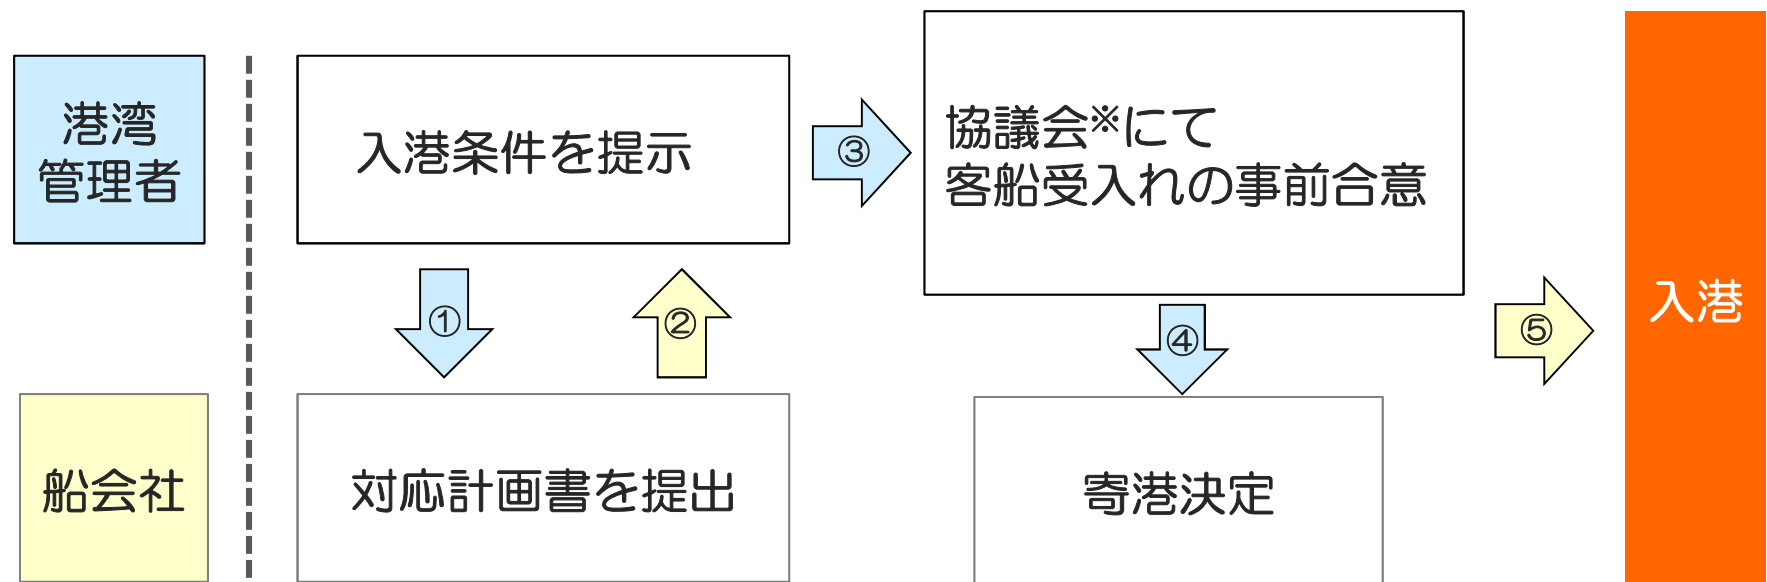 港湾
管理者
入港条件を提示
③
協議会※にて
客船受入れの事前合意
①
②
④
⑤
入港
船会社
対応計画書を提出
寄港決定